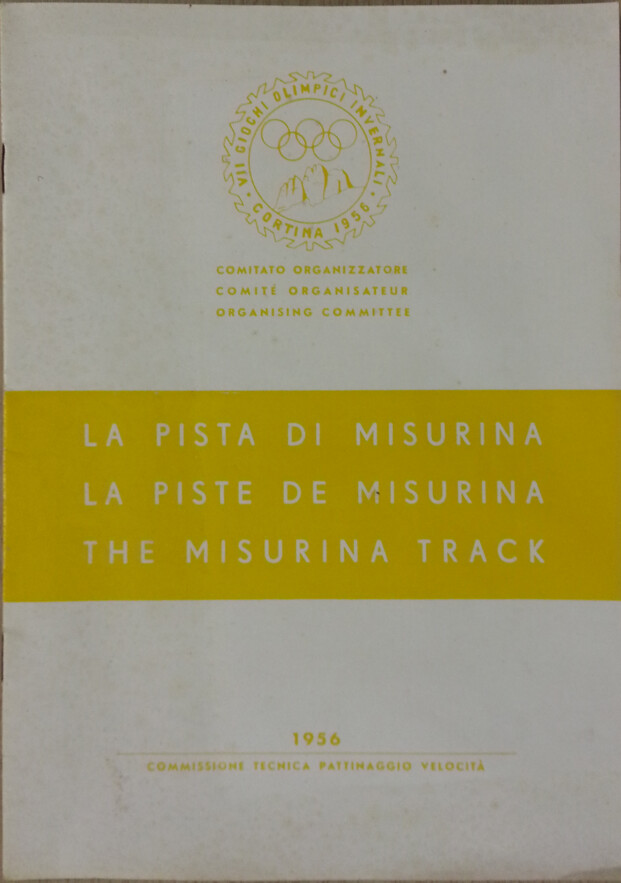 VII GIOCHI OLIMPICI INVERNALI
· CORTINA 1956 ·
COMITATO ORGANIZZATORE
COMITÉ ORGANISATEUR
ORGANISING COMMITTEE
LA PISTA DI MISURINA
LA PISTE DE MISURINA
THE MISURINA TRACK
1956
COMMISSIONE TECNICA PATTINAGGIO VELOCITÀ